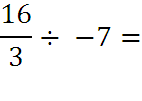 16/3 ÷ −7 =